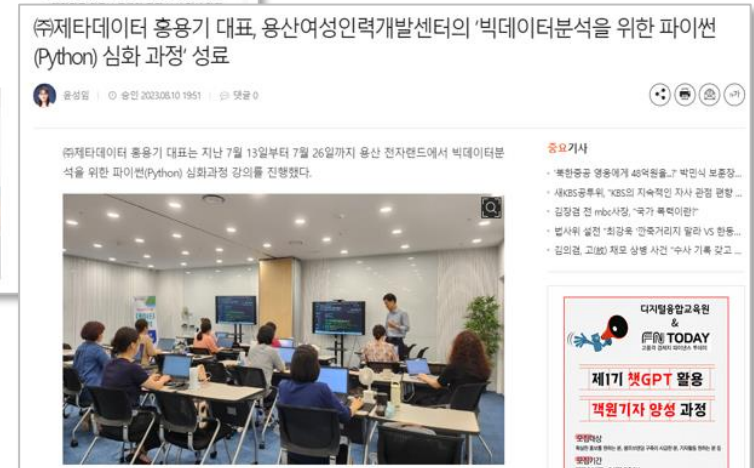 ㈜제타데이터 홍용기 대표, 용산여성인력개발센터의 '빅데이터분석을 위한 파이썬
(Python) 심화 과정' 성료
윤성임 승인 2023.08.10 19:51 댓글 0
㈜제타데이터 홍용기 대표는 지난 7월 13일부터 7월 26일까지 용산 전자랜드에서 빅데이터분
석을 위한 파이썬(Python) 심화과정 강의를 진행했다.
중요기사
"북한중공 영웅에게 48억원을...?" 박민식 보훈장...
새KBS공투위, "KBS의 지속적인 자사 관점 편향 ...
김장겸 전 mbc사장, "국가 폭력이란?"
법사위 설전 "최강욱 '깐죽거리지 말라 VS 한동...
김의겸, 고(故) 채모 상병 사건 "수사 기록 갖고 ...
디지털융합교육원
&
FN TODAY
제1기 챗GPT 활용
객원기자 양성 과정
모집대상
모집기간